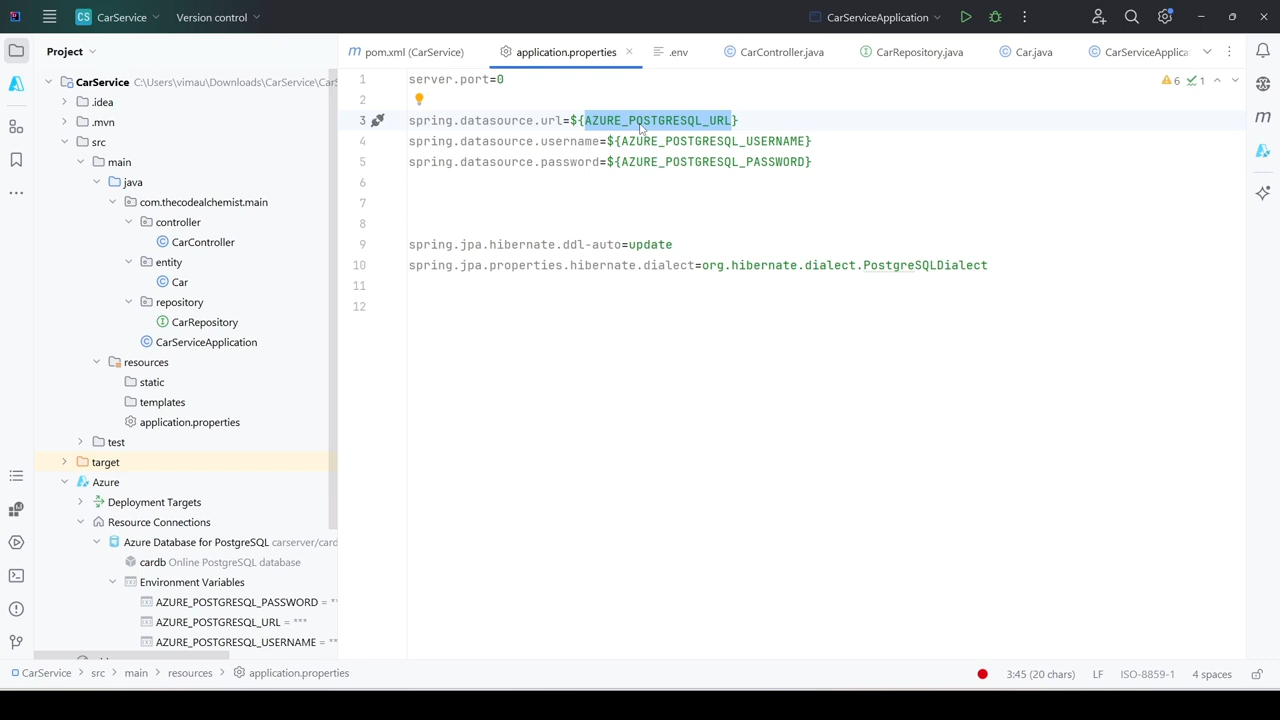 CS CarService
Version control
CarServiceApplication
Project
pom.xml (CarService)
application.properties
.env
CarController.java
CarRepository.java
Car.java
CarServiceApplica
CarService C:\Users\vimau\Downloads\CarService\Car
.idea
.mvn
src
main
java
com.thecodealchemist.main
controller
CarController
entity
Car
repository
CarRepository
CarServiceApplication
resources
static
templates
application.properties
test
target
Azure
Deployment Targets
Resource Connections
Azure Database for PostgreSQL carserver/card
cardb Online PostgreSQL database
Environment Variables
AZURE_POSTGRESQL_PASSWORD = **
AZURE_POSTGRESQL_URL = ***
AZURE_POSTGRESQL_USERNAME = **
1 server.port=0
2
3 spring.datasource.url=${AZURE_POSTGRESQL_URL}
4 spring.datasource.username=${AZURE_POSTGRESQL_USERNAME}
5 spring.datasource.password=${AZURE_POSTGRESQL_PASSWORD}
6
7
8
9 spring.jpa.hibernate.ddl-auto=update
10 spring.jpa.properties.hibernate.dialect=org.hibernate.dialect.PostgreSQLDialect
11
12
6 1
CarService > src > main > resources > application.properties
3:45 (20 chars) LF ISO-8859-1 4 spaces